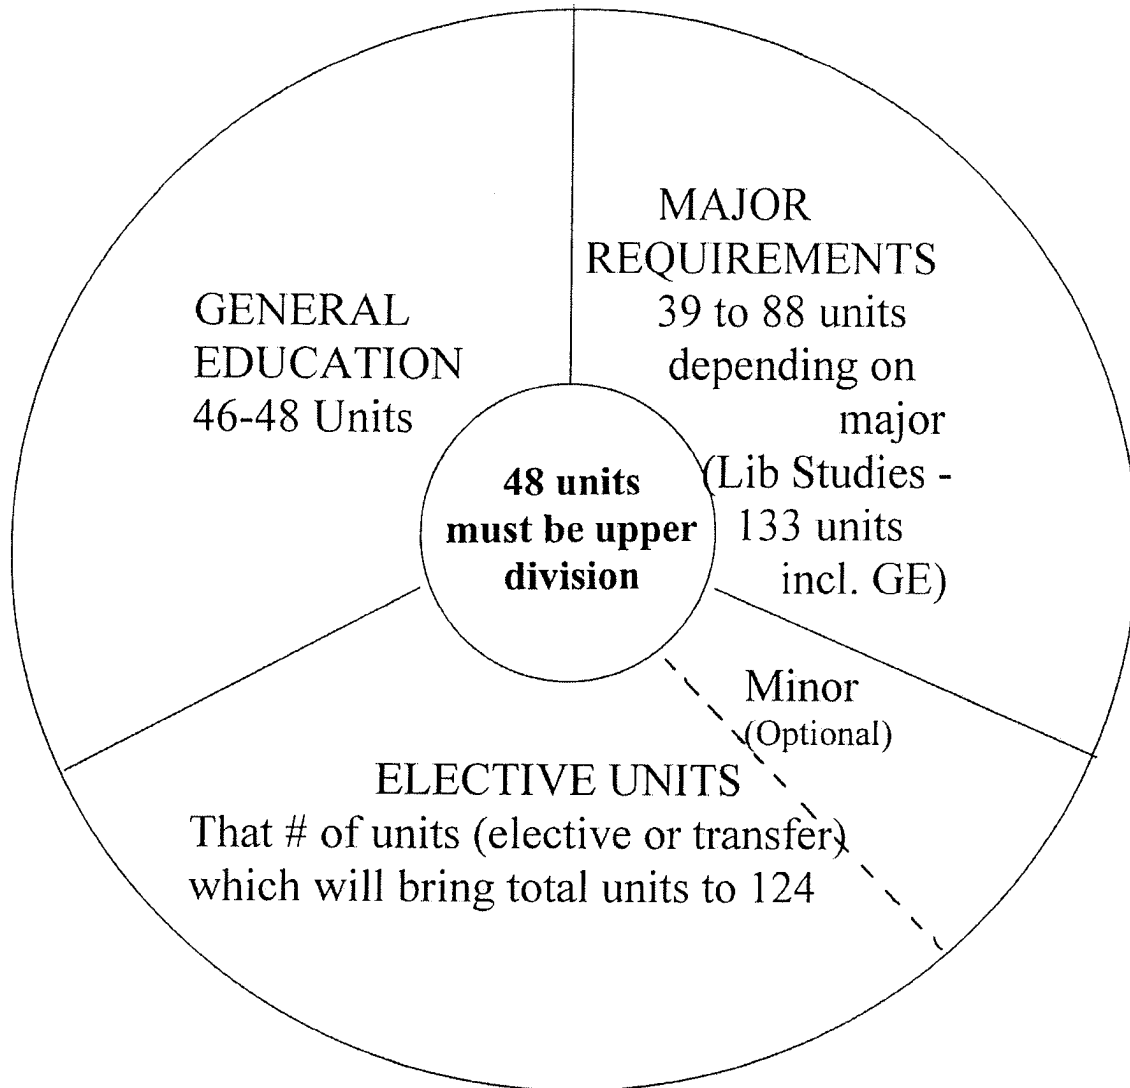 GENERAL
EDUCATION
46-48 Units
MAJOR
REQUIREMENTS
39 to 88 units
depending on
major
(Lib Studies -
133 units
incl. GE)
48 units
must be upper
division
Minor
(Optional)
ELECTIVE UNITS
That # of units (elective or transfer)
which will bring total units to 124